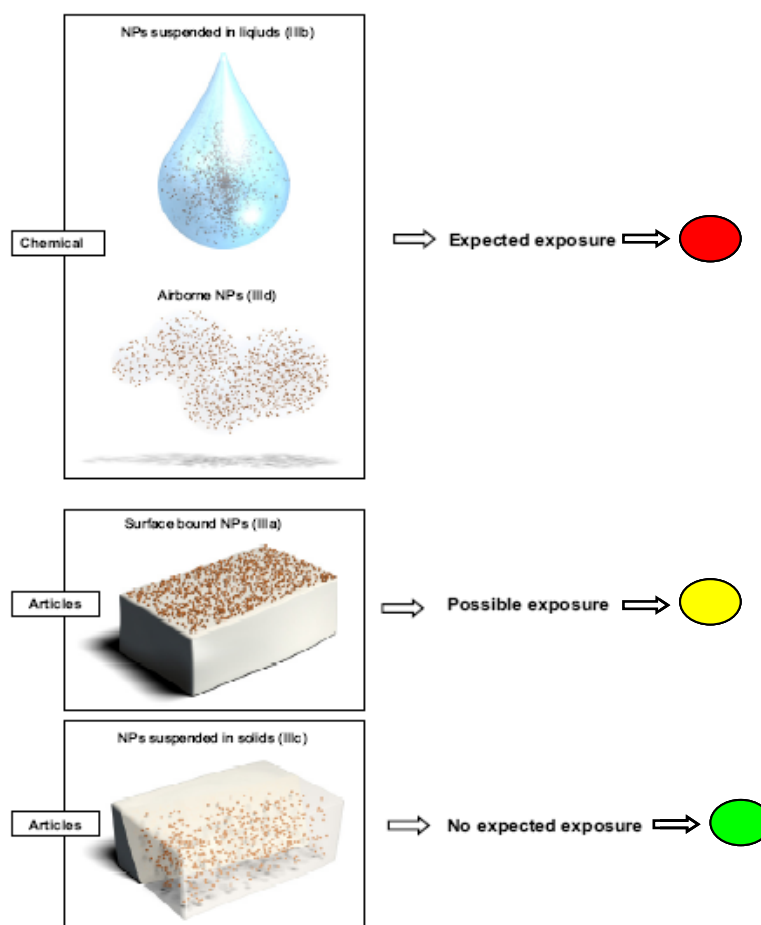 NPs suspended in liqiuds (IIIb)
Chemical
Expected exposure
Airborne NPs (IIId)
Surface bound NPs (IIIa)
Articles
Possible exposure
NPs suspended in solids (IIIc)
Articles
No expected exposure